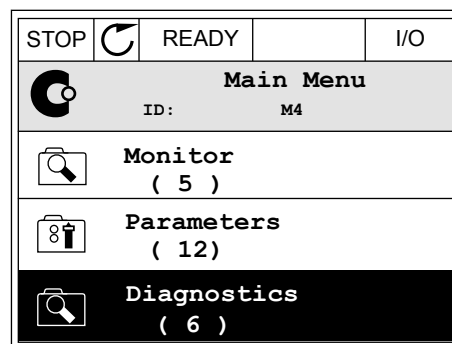 STOP READY I/O
Main Menu
ID: M4
Monitor
( 5 )
Parameters
( 12)
Diagnostics
( 6 )